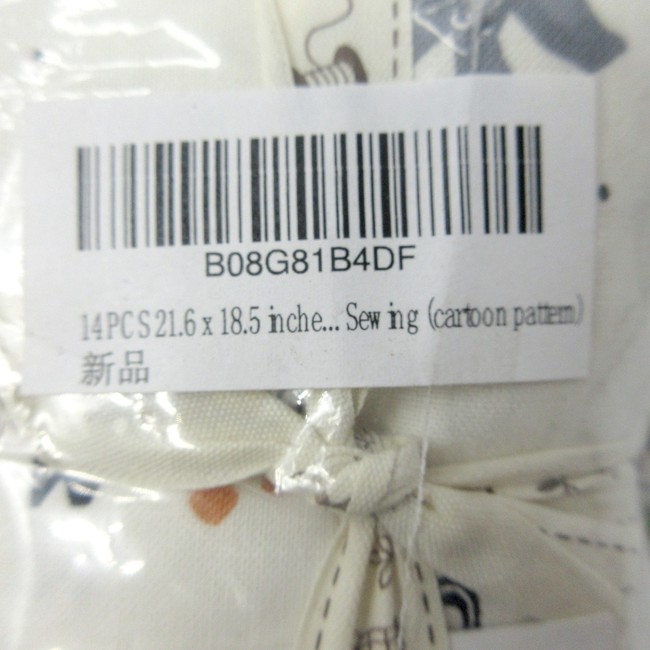 B08G81B4DF
14PCS 21.6 x 18.5 inche... Sewing (cartoon pattern)
新品